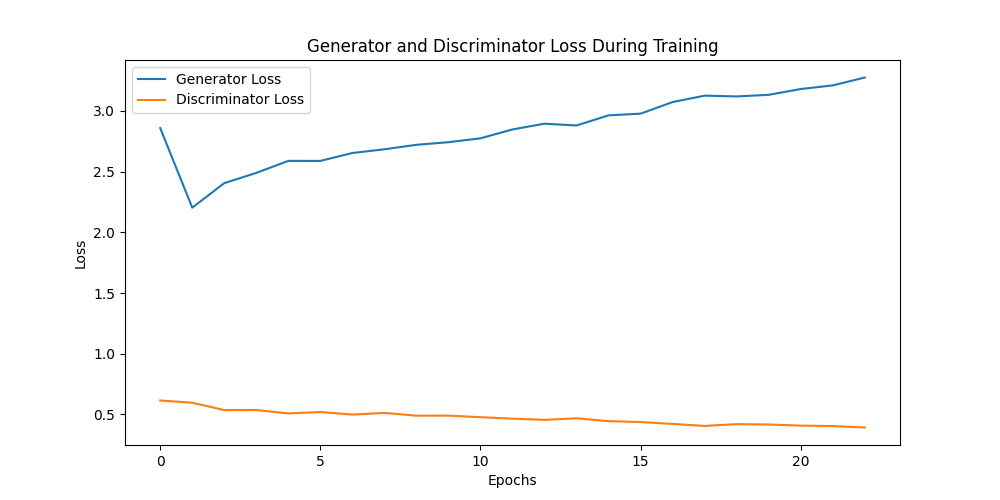 Generator and Discriminator Loss During Training
Generator Loss
Discriminator Loss
3.0
2.5
2.0
1.5
1.0
0.5
Loss
0 5 10 15 20
Epochs